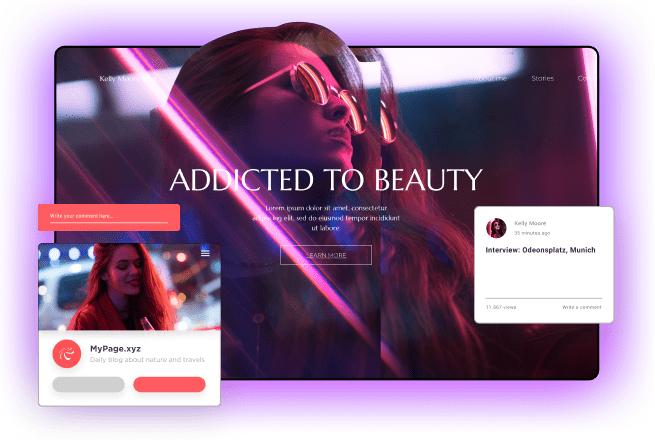 Kelly Moore
About me
Stories
ADDICTED TO BEAUTY
Lorem ipsum dolor sit amet, consectetur
adipiscing elit, sed do eiusmod tempor incididunt
ut labore
LEARN MORE
Write your comment here...
Kelly Moore
35 minutes ago
Interview: Odeonsplatz, Munich
11.867 views
Write a comment
MyPage.xyz
Daily blog about nature and travels